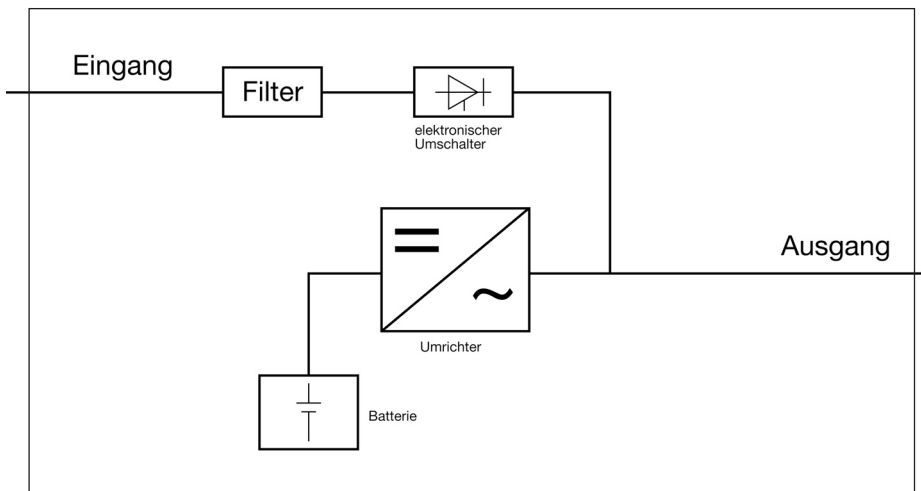 Eingang
Filter
elektronischer
Umschalter
Ausgang
Umrichter
Batterie